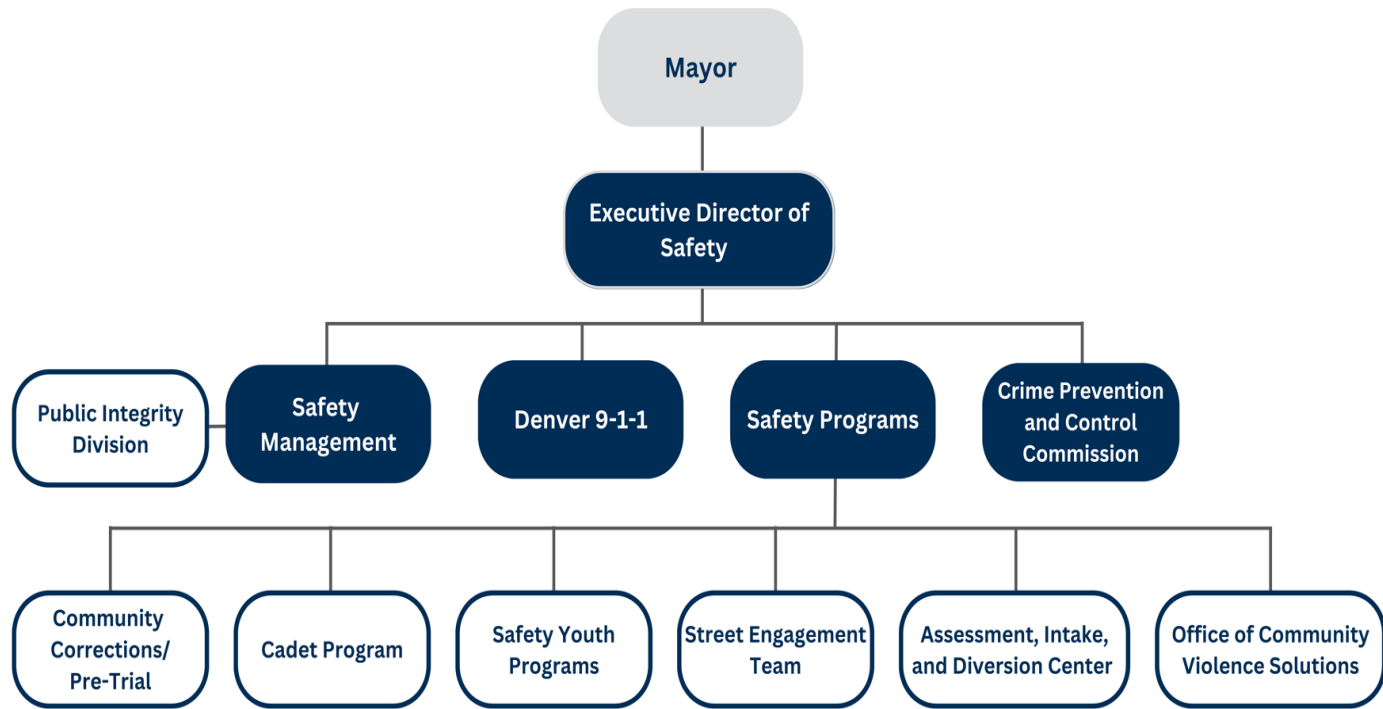 Mayor
Executive Director of
Safety
Public Integrity
Division
Safety
Management
Denver 9-1-1
Safety Programs
Crime Prevention
and Control
Commission
Community
Corrections/
Pre-Trial
Cadet Program
Safety Youth
Programs
Street Engagement
Team
Assessment, Intake,
and Diversion Center
Office of Community
Violence Solutions